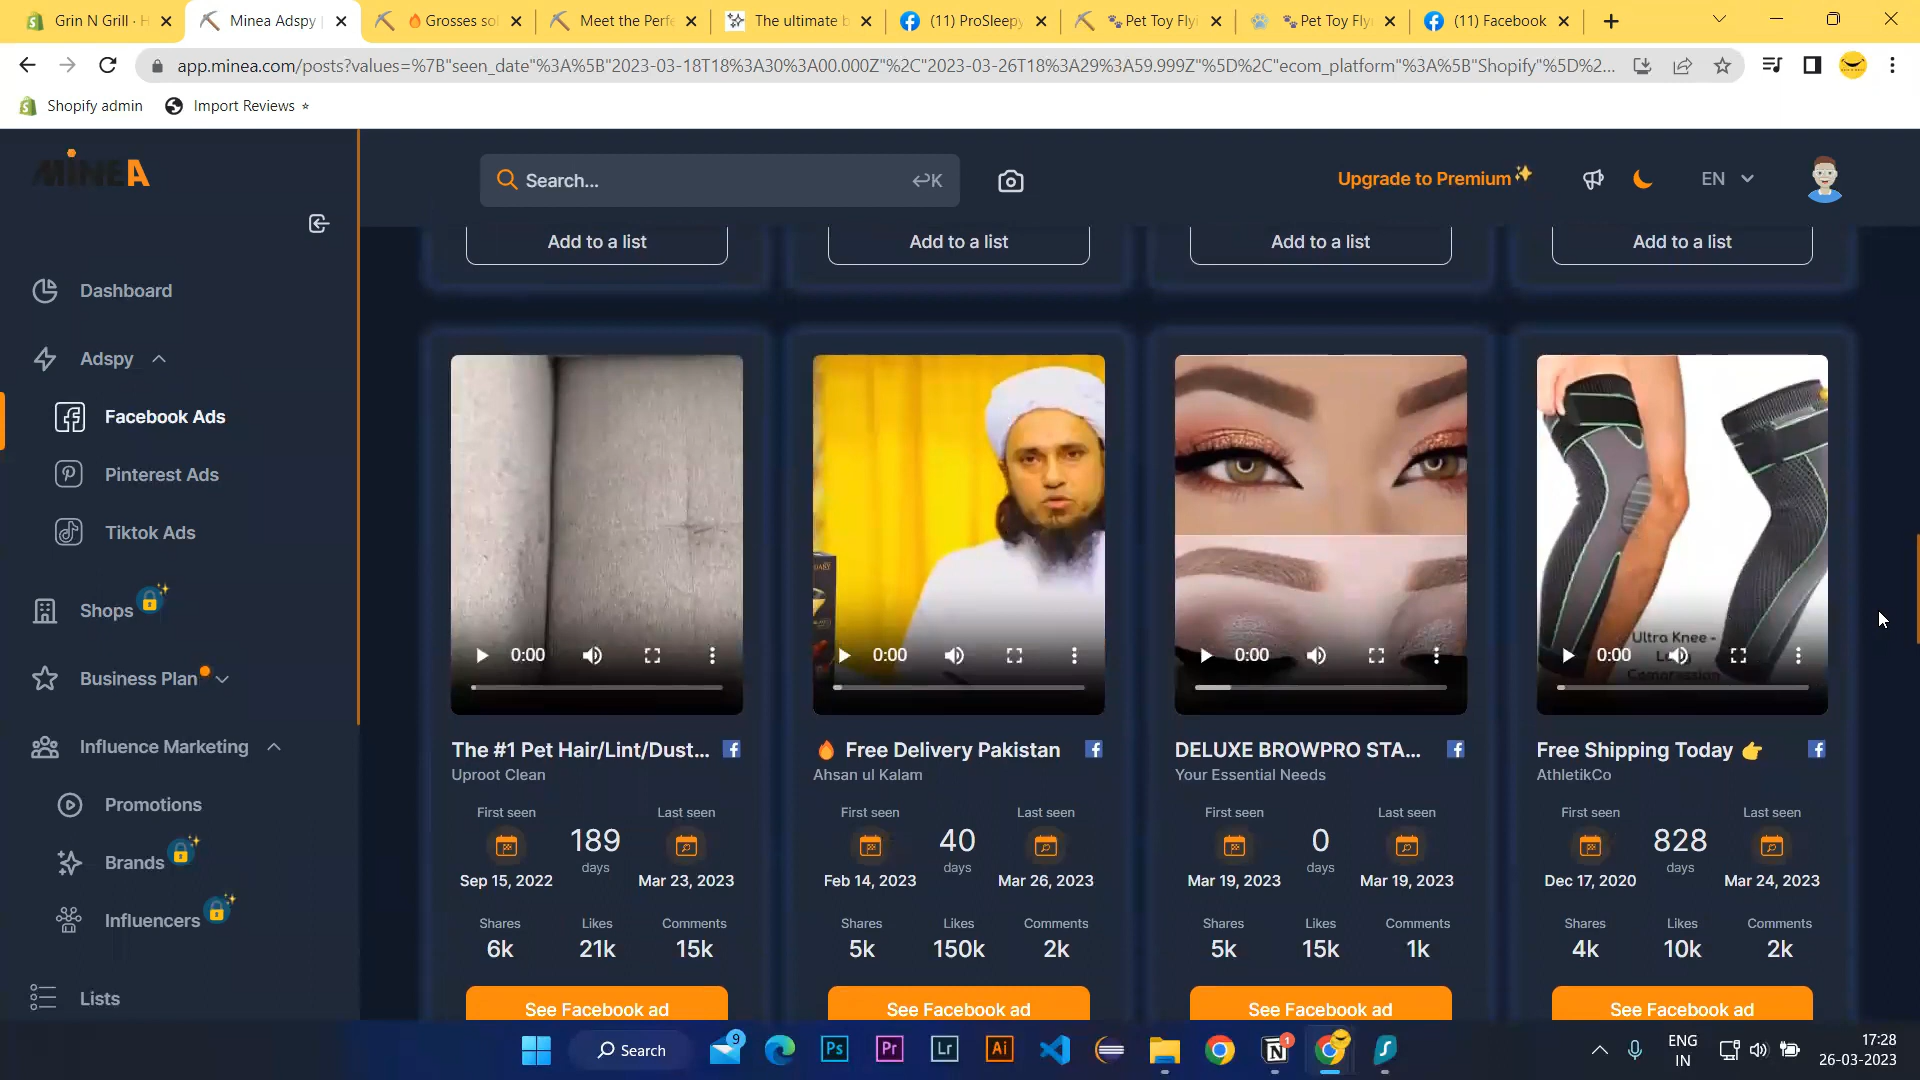 Grin N Grill · H
Minea Adspy |
🔥Grosses sol
Meet the Perfe
The ultimate b
(11) ProSleepy
🐾Pet Toy Flyi
🐾Pet Toy Flyi
(11) Facebook
app.minea.com/posts?values=%7B"seen_date"%3A%5B"2023-03-18T18%3A30%3A00.000Z"%2C"2023-03-26T18%3A29%3A59.999Z"%5D%2C"ecom_platform"%3A%5B"Shopify"%5D%2...
Shopify admin
Import Reviews ⭑
MINEA
Search...
K
Upgrade to Premium✨
EN
Dashboard
Adspy
Facebook Ads
Pinterest Ads
Tiktok Ads
Shops
Business Plan
Influence Marketing
Promotions
Brands
Influencers
Lists
Add to a list
Add to a list
Add to a list
Add to a list
0:00
0:00
0:00
Ultra Knee -
0:00
The #1 Pet Hair/Lint/Dust...
Uproot Clean
First seen
Last seen
189
days
Sep 15, 2022
Mar 23, 2023
Shares
Likes
Comments
6k
21k
15k
See Facebook ad
🔥 Free Delivery Pakistan
Ahsan ul Kalam
First seen
Last seen
40
days
Feb 14, 2023
Mar 26, 2023
Shares
Likes
Comments
5k
150k
2k
See Facebook ad
DELUXE BROWPRO STA...
Your Essential Needs
First seen
Last seen
0
days
Mar 19, 2023
Mar 19, 2023
Shares
Likes
Comments
5k
15k
1k
See Facebook ad
Free Shipping Today 👉
AthletikCo
First seen
Last seen
828
days
Dec 17, 2020
Mar 24, 2023
Shares
Likes
Comments
4k
10k
2k
See Facebook ad
Search
9
Ps
Pr
Lr
Ai
1
ENG
IN
17:28
26-03-2023